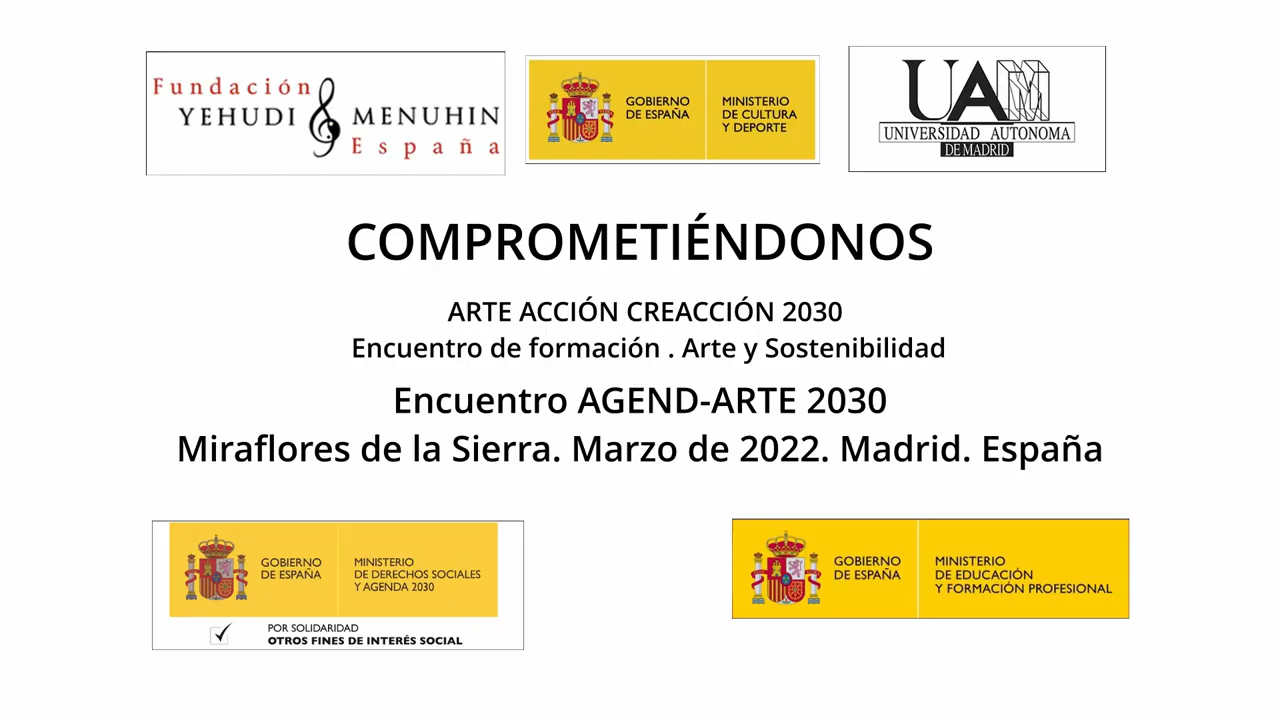 Fundación
YEHUDI MENUHIN
España
GOBIERNO
DE ESPAÑA
MINISTERIO
DE CULTURA
Y DEPORTE
UAM
UNIVERSIDAD AUTONOMA
DE MADRID
COMPROMETIÉNDONOS
ARTE ACCIÓN CREACCIÓN 2030
Encuentro de formación . Arte y Sostenibilidad
Encuentro AGEND-ARTE 2030
Miraflores de la Sierra. Marzo de 2022. Madrid. España
GOBIERNO
DE ESPAÑA
MINISTERIO
DE DERECHOS SOCIALES
Y AGENDA 2030
POR SOLIDARIDAD
OTROS FINES DE INTERÉS SOCIAL
GOBIERNO
DE ESPAÑA
MINISTERIO
DE EDUCACIÓN
Y FORMACIÓN PROFESIONAL